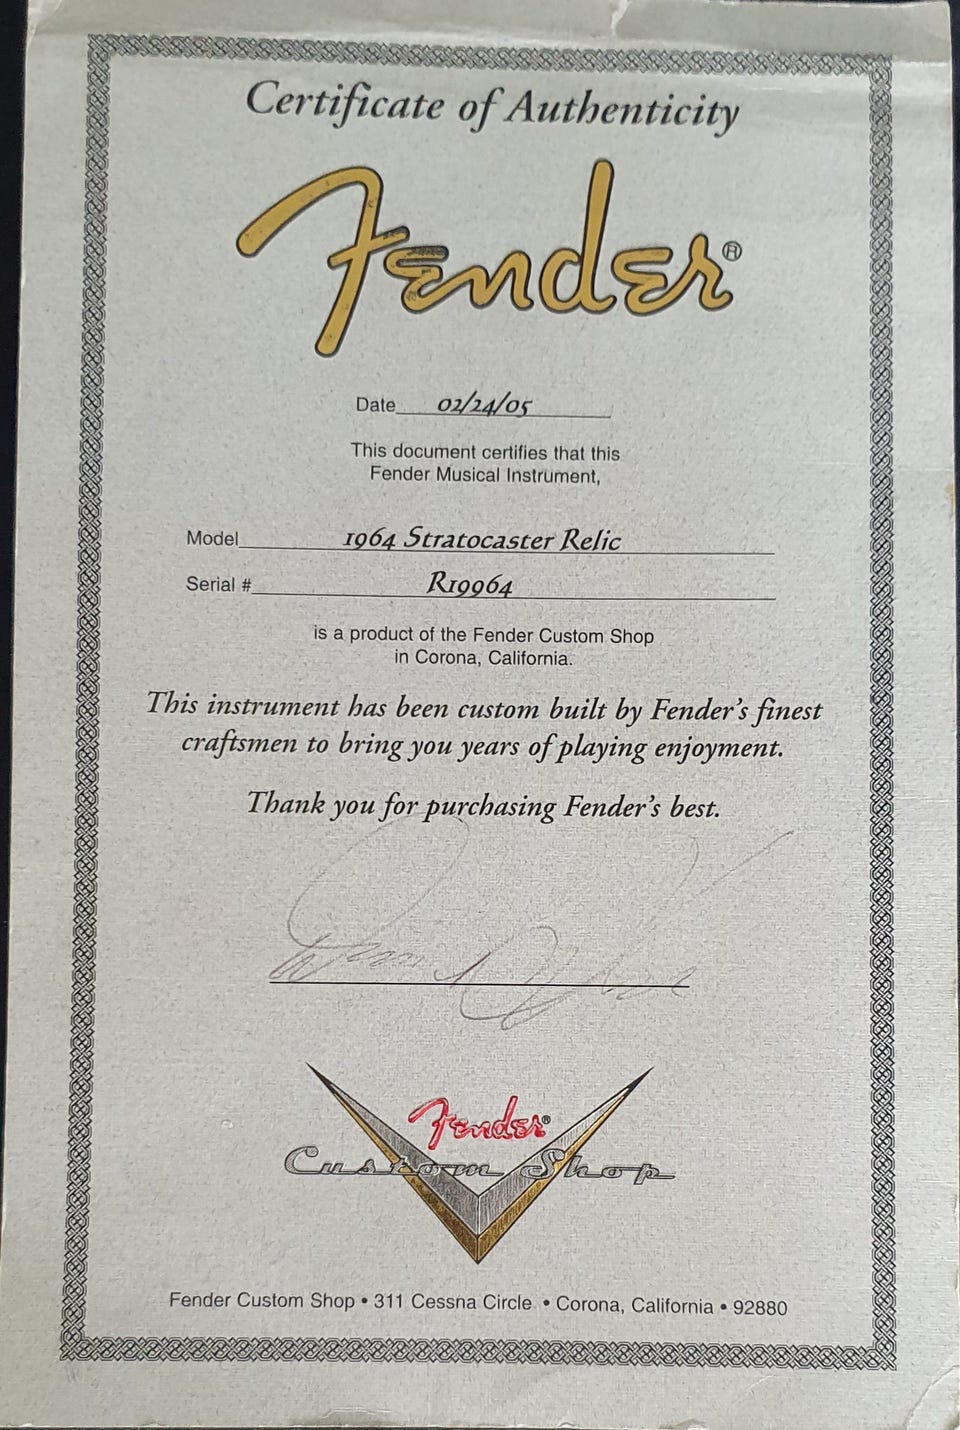 Certificate of Authenticity
Fender®
Date 02/24/05
This document certifies that this
Fender Musical Instrument,
Model 1964 Stratocaster Relic
Serial # R19964
is a product of the Fender Custom Shop
in Corona, California.
This instrument has been custom built by Fender's finest
craftsmen to bring you years of playing enjoyment.
Thank you for purchasing Fender's best.
Fender®
Custom Shop
Fender Custom Shop • 311 Cessna Circle • Corona, California • 92880